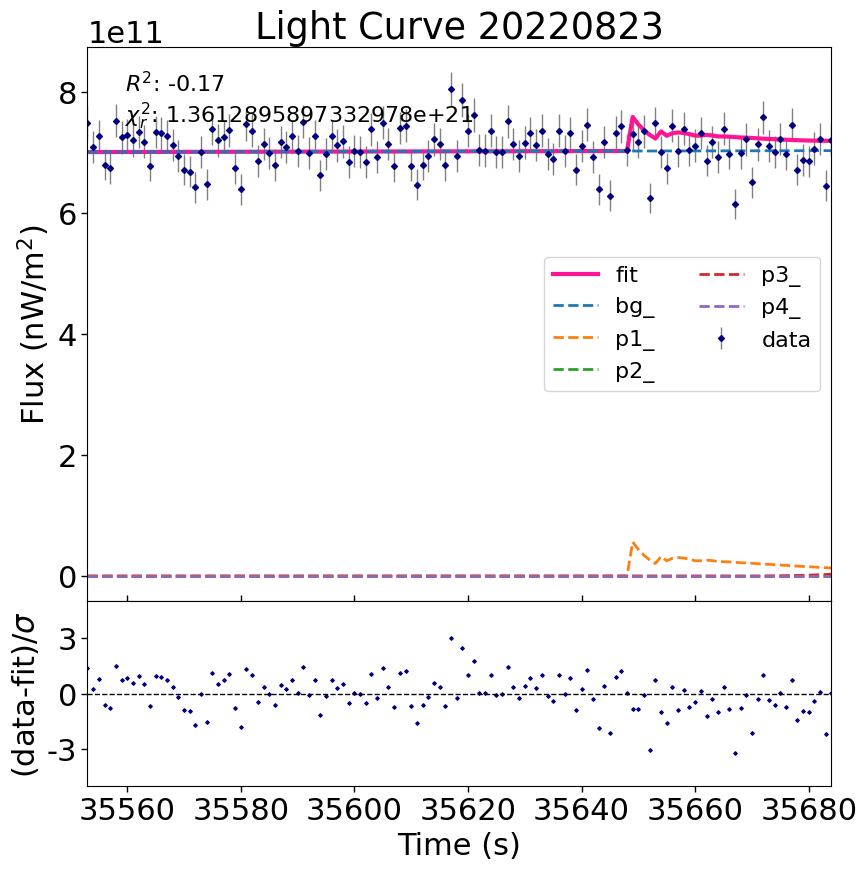 Light Curve 20220823
1e11
R²: -0.17
χ²ᵣ: 1.3612895897332978e+21
8
6
4
2
0
Flux (nW/m²)
fit
bg_
p1_
p2_
p3_
p4_
data
3
0
-3
(data-fit)/σ
35560 35580 35600 35620 35640 35660 35680
Time (s)